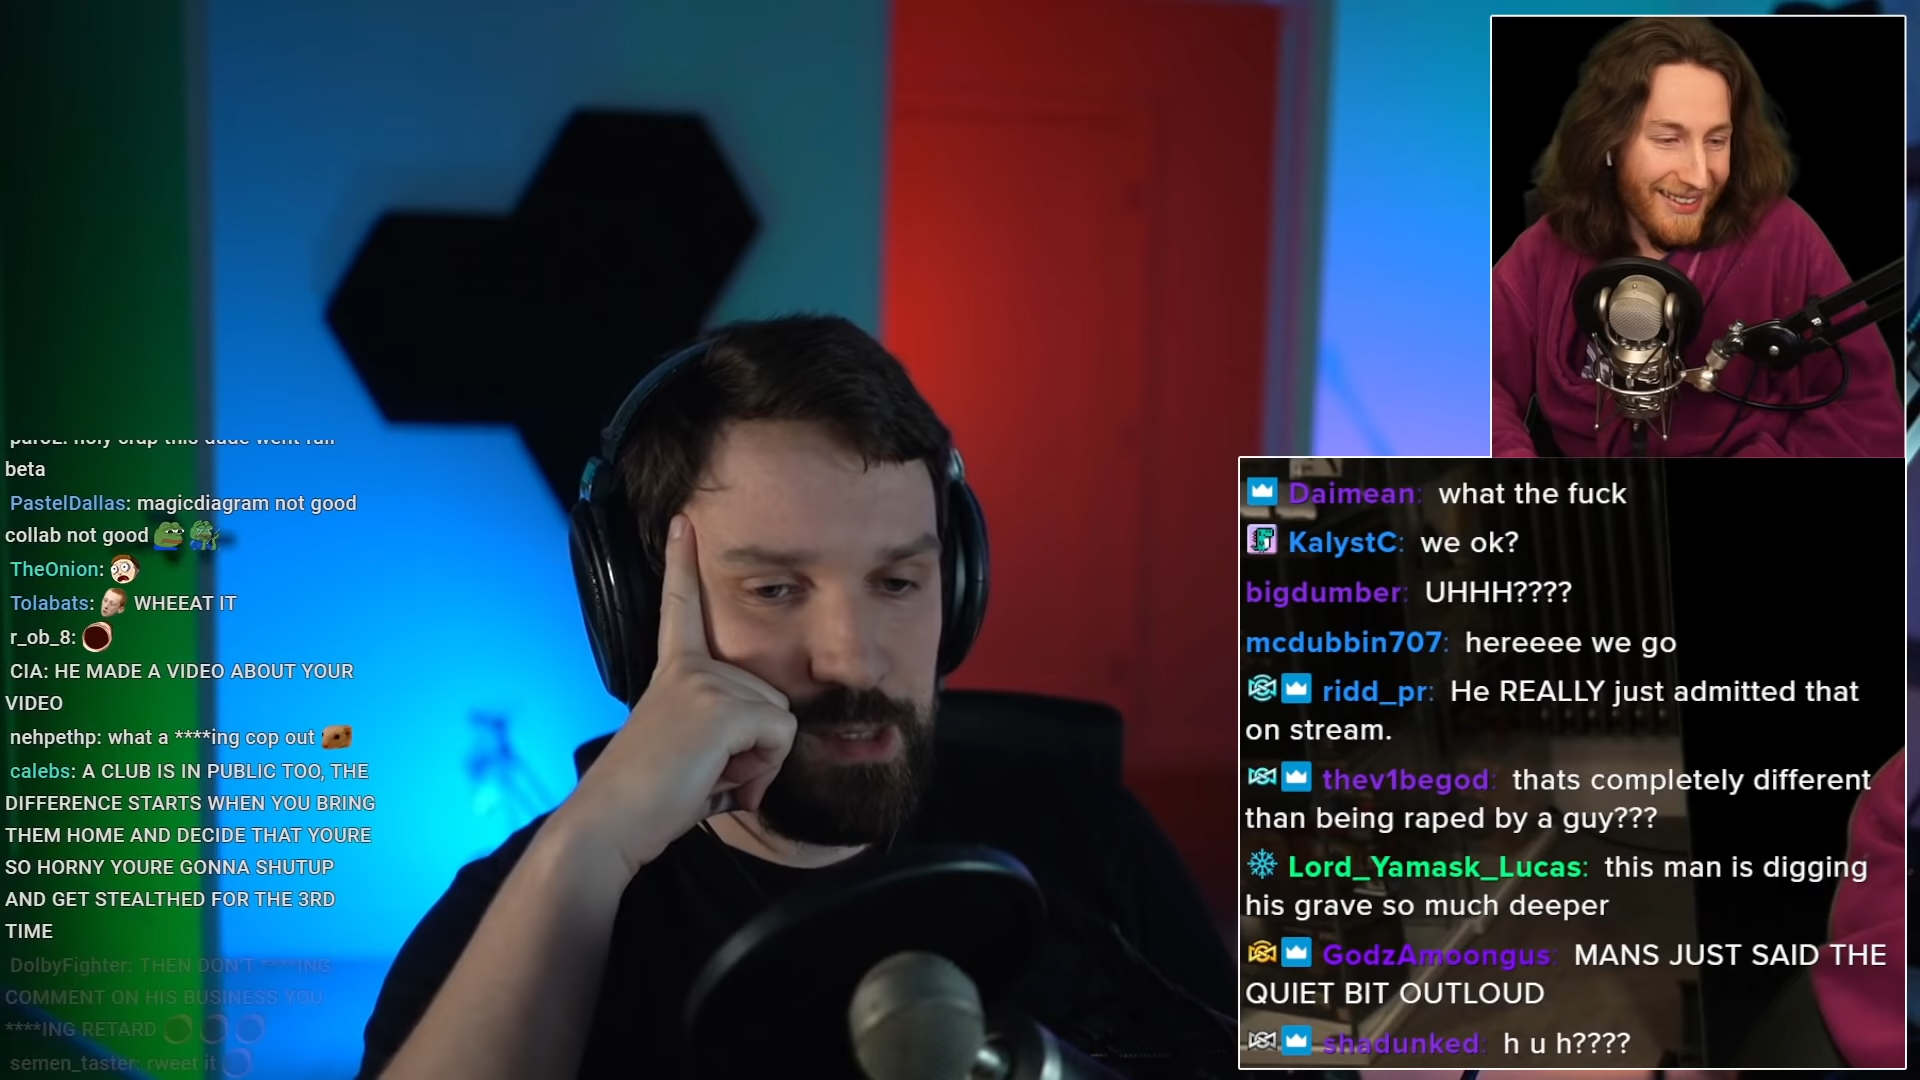 beta
PastelDallas: magicdiagram not good
collab not good
TheOnion:
Tolabats: WHEEAT IT
r_ob_8:
CIA: HE MADE A VIDEO ABOUT YOUR
VIDEO
nehpethp: what a ****ing cop out
calebs: A CLUB IS IN PUBLIC TOO, THE
DIFFERENCE STARTS WHEN YOU BRING
THEM HOME AND DECIDE THAT YOURE
SO HORNY YOURE GONNA SHUTUP
AND GET STEALTHED FOR THE 3RD
TIME
DolbyFighter: THEN DON'T ****ING
COMMENT ON HIS BUSINESS YOU
****ING RETARD
semen_taster: rweet it
Daimean: what the fuck
KalystC: we ok?
bigdumber: UHHH????
mcdubbin707: hereeee we go
ridd_pr: He REALLY just admitted that
on stream.
thev1begod: thats completely different
than being raped by a guy???
Lord_Yamask_Lucas: this man is digging
his grave so much deeper
GodzAmoongus: MANS JUST SAID THE
QUIET BIT OUTLOUD
shadunked: h u h????